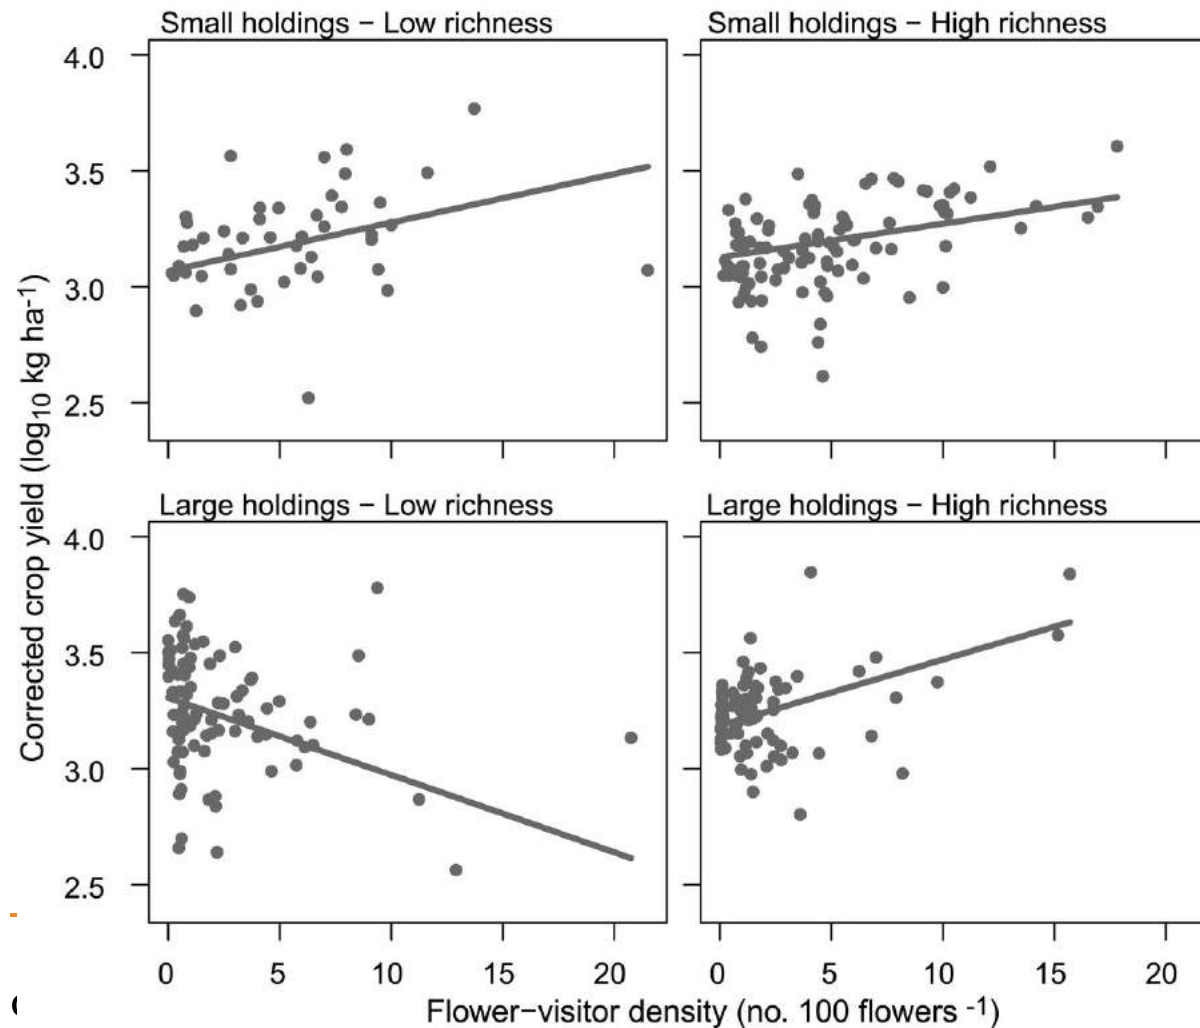 Small holdings − Low richness
Small holdings − High richness
4.0
3.5
3.0
2.5
Large holdings − Low richness
Large holdings − High richness
4.0
3.5
3.0
2.5
Corrected crop yield (log10 kg ha-1)
0 5 10 15 20
0 5 10 15 20
Flower−visitor density (no. 100 flowers -1)